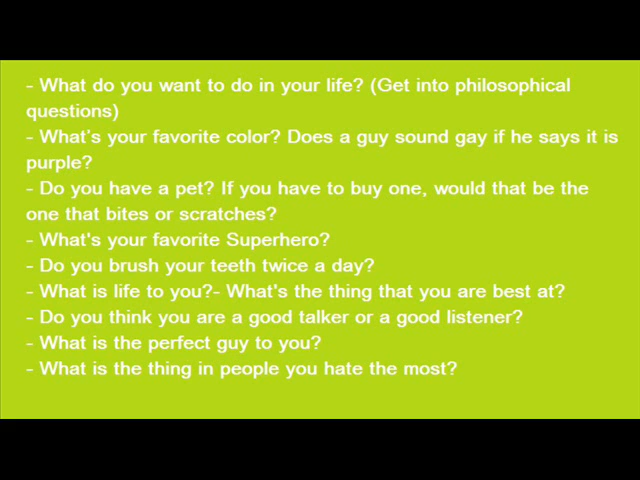 - What do you want to do in your life? (Get into philosophical
questions)
- What's your favorite color? Does a guy sound gay if he says it is
purple?
- Do you have a pet? If you have to buy one, would that be the
one that bites or scratches?
- What's your favorite Superhero?
- Do you brush your teeth twice a day?
- What is life to you?- What's the thing that you are best at?
- Do you think you are a good talker or a good listener?
- What is the perfect guy to you?
- What is the thing in people you hate the most?